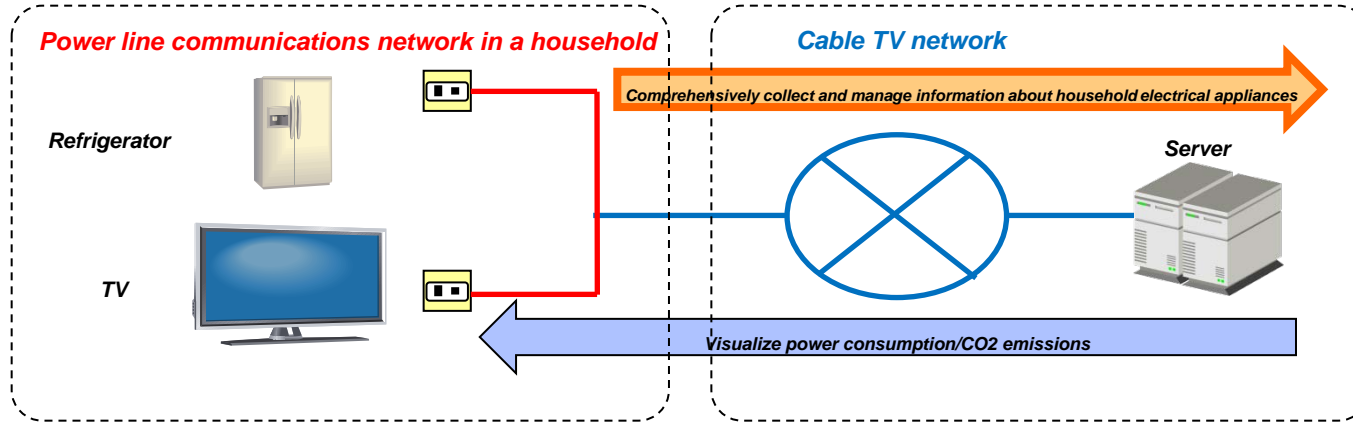 Power line communications network in a household
Cable TV network
Comprehensively collect and manage information about household electrical appliances
Refrigerator
Server
TV
Visualize power consumption/CO2 emissions